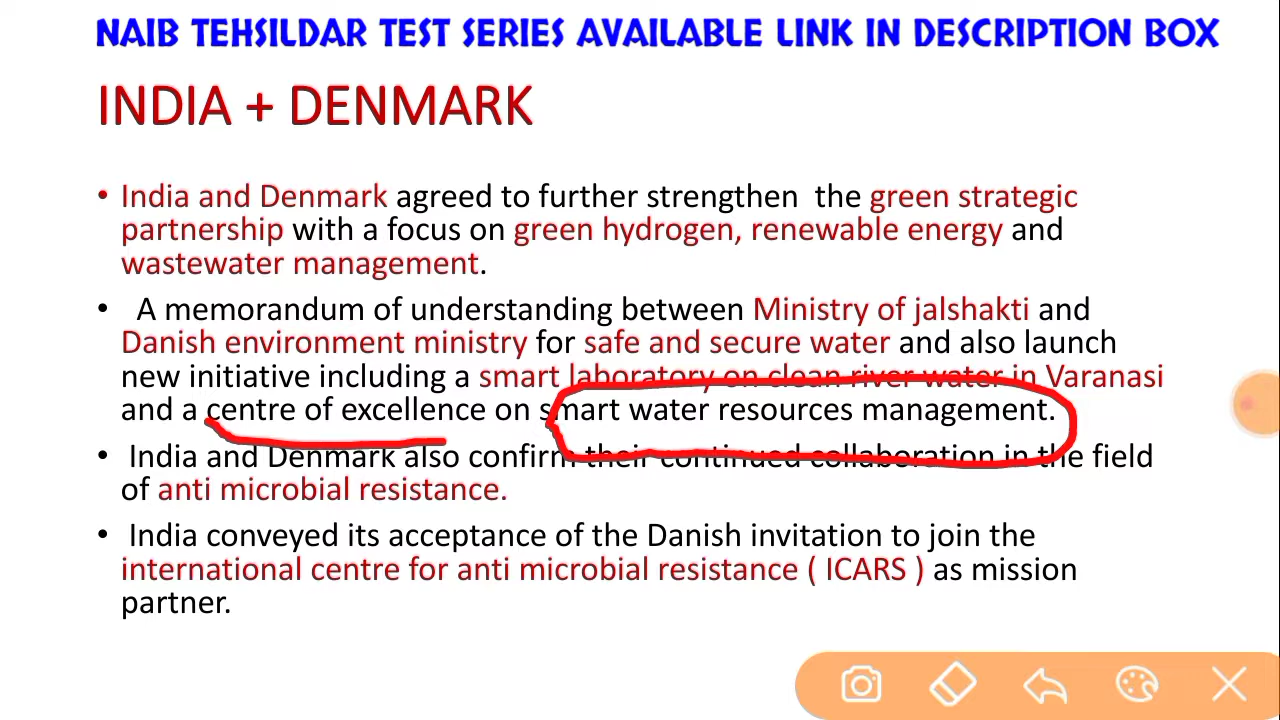 NAIB TEHSILDAR TEST SERIES AVAILABLE LINK IN DESCRIPTION BOX
INDIA + DENMARK
• India and Denmark agreed to further strengthen the green strategic
partnership with a focus on green hydrogen, renewable energy and
wastewater management.
• A memorandum of understanding between Ministry of jalshakti and
Danish environment ministry for safe and secure water and also launch
new initiative including a smart laboratory on clean river water in Varanasi
and a centre of excellence on smart water resources management.
• India and Denmark also confirm their continued collaboration in the field
of anti microbial resistance.
• India conveyed its acceptance of the Danish invitation to join the
international centre for anti microbial resistance ( ICARS ) as mission
partner.